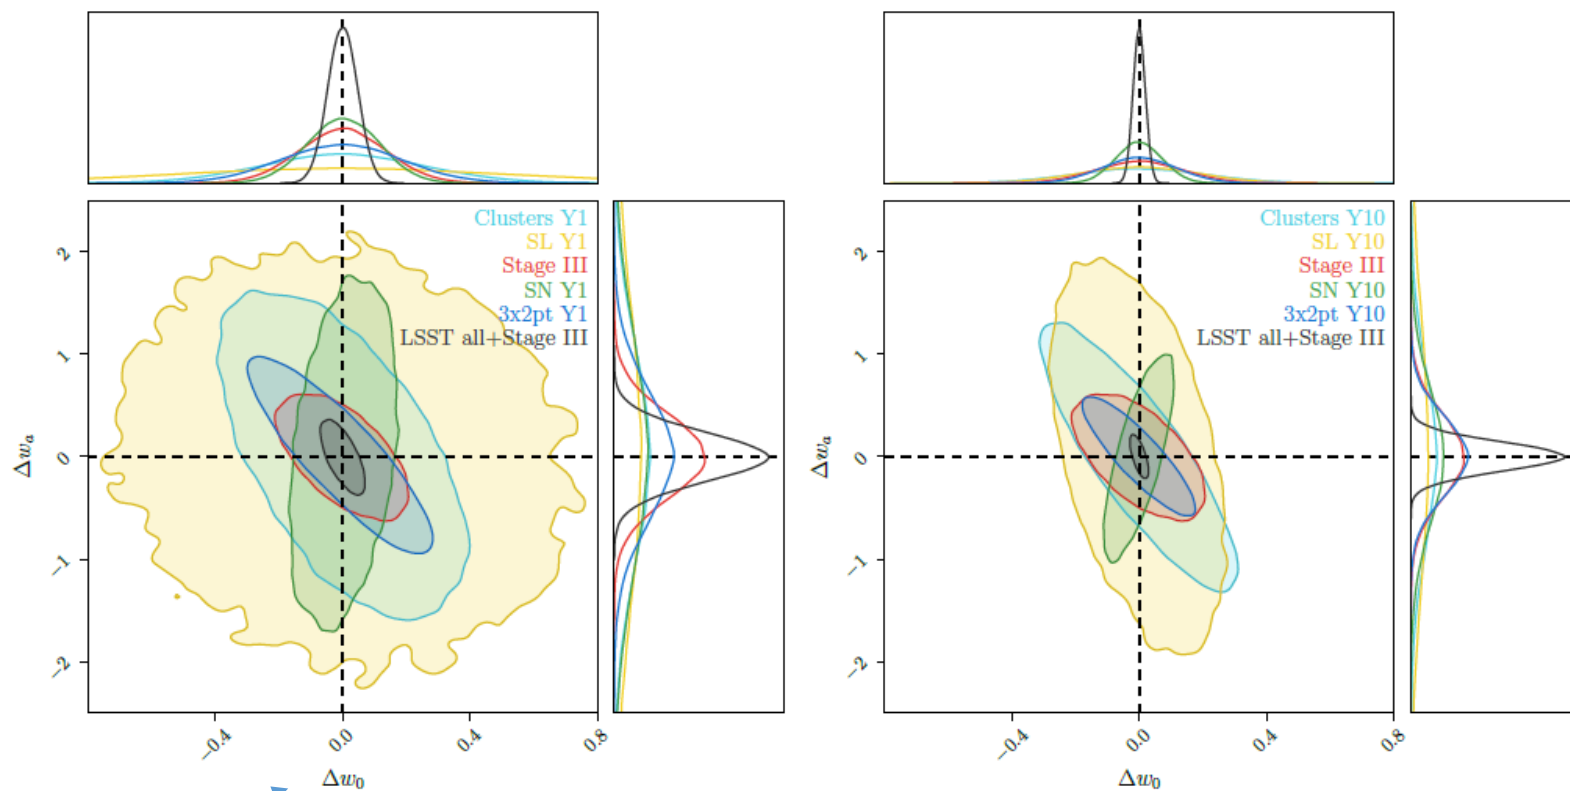 Clusters Y1
SL Y1
Stage III
SN Y1
3x2pt Y1
LSST all+Stage III
2
1
0
−1
−2
Δwₐ
−0.4
0.0
0.4
0.8
Δw₀
Clusters Y10
SL Y10
Stage III
SN Y10
3x2pt Y10
LSST all+Stage III
2
1
0
−1
−2
Δwₐ
−0.4
0.0
0.4
0.8
Δw₀